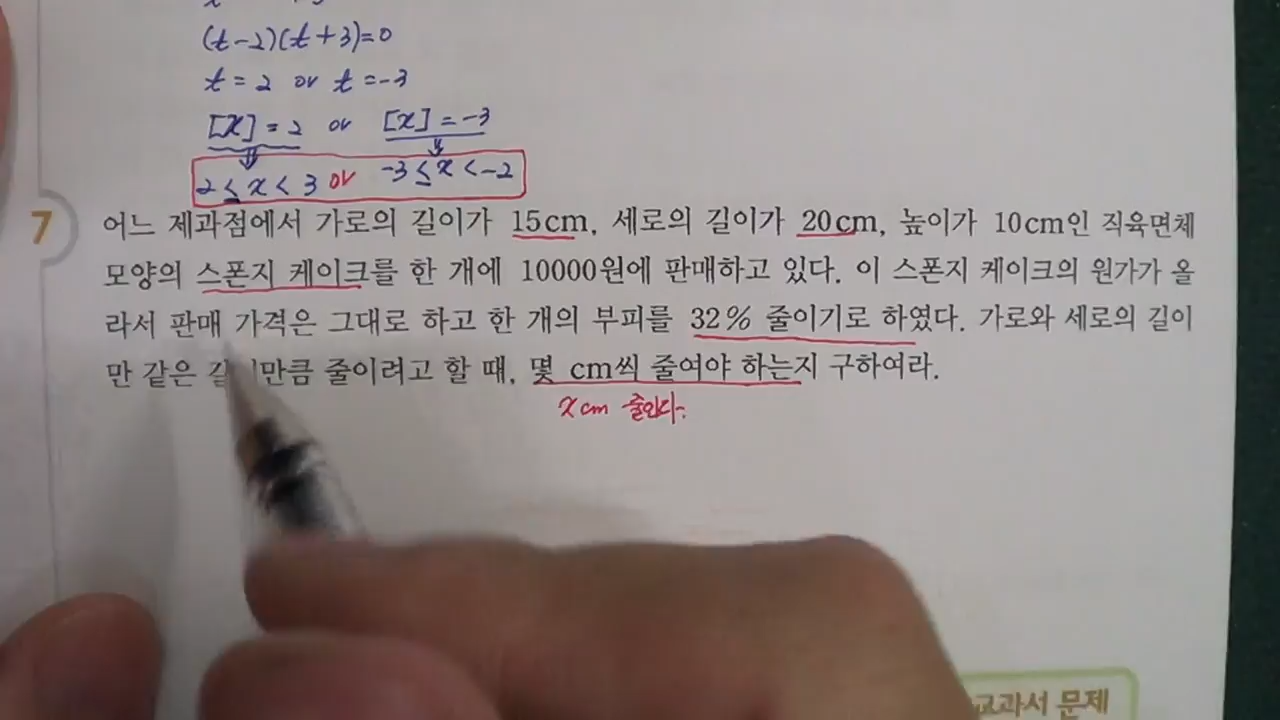 (t-2)(t+3)=0
t=2 or t=-3
[x]=2 or [x]=-3
2≤x<3 or -3≤x<-2
7 어느 제과점에서 가로의 길이가 15cm, 세로의 길이가 20cm, 높이가 10cm인 직육면체
모양의 스폰지 케이크를 한 개에 10000원에 판매하고 있다. 이 스폰지 케이크의 원가가 올
라서 판매 가격은 그대로 하고 한 개의 부피를 32% 줄이기로 하였다. 가로와 세로의 길이
만 같은 만큼 줄이려고 할 때, 몇 cm씩 줄여야 하는지 구하여라.
x cm 줄인다.
교과서 문제